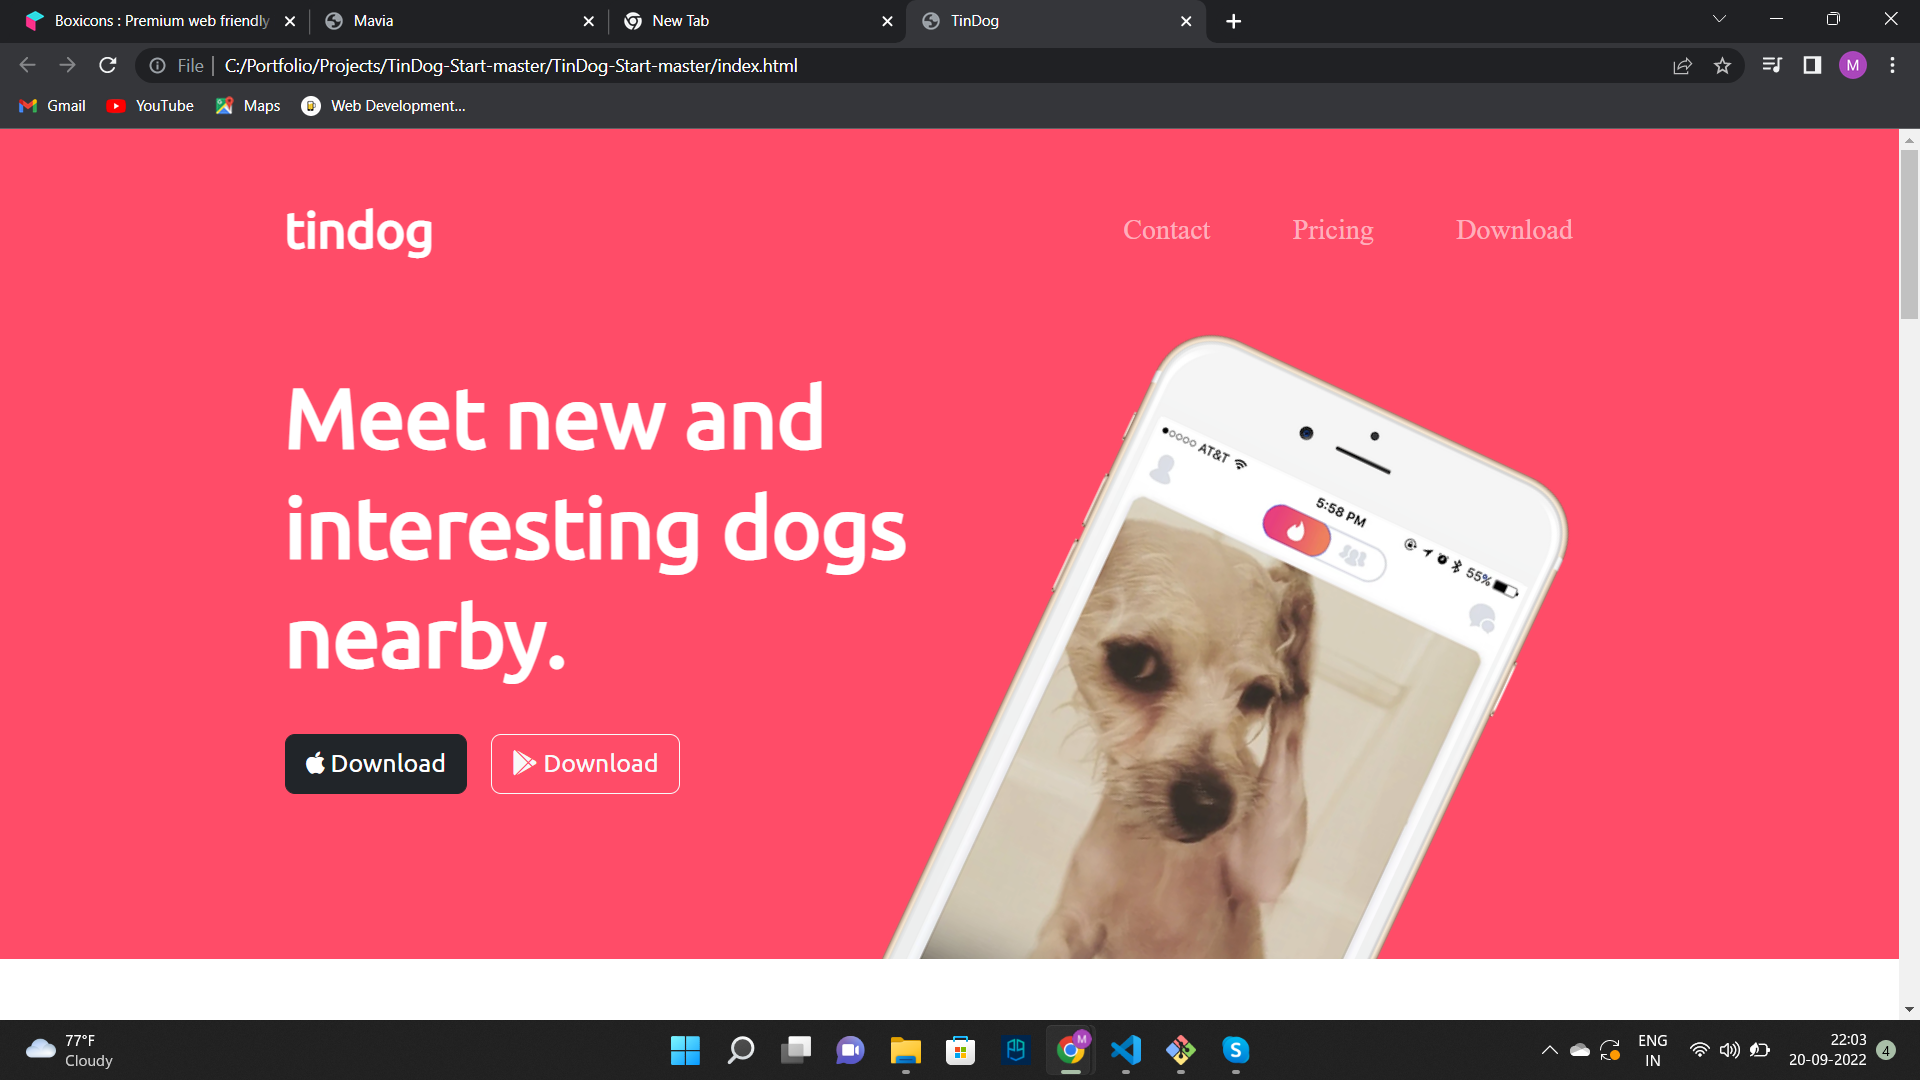 Boxicons : Premium web friendly
Mavia
New Tab
TinDog
File
C:/Portfolio/Projects/TinDog-Start-master/TinDog-Start-master/index.html
M
Gmail
YouTube
Maps
Web Development...
tindog
Contact
Pricing
Download
Meet new and
interesting dogs
nearby.
Download
Download
AT&T
5:58 PM
55%
77°F
Cloudy
M
S
ENG
IN
22:03
20-09-2022
4